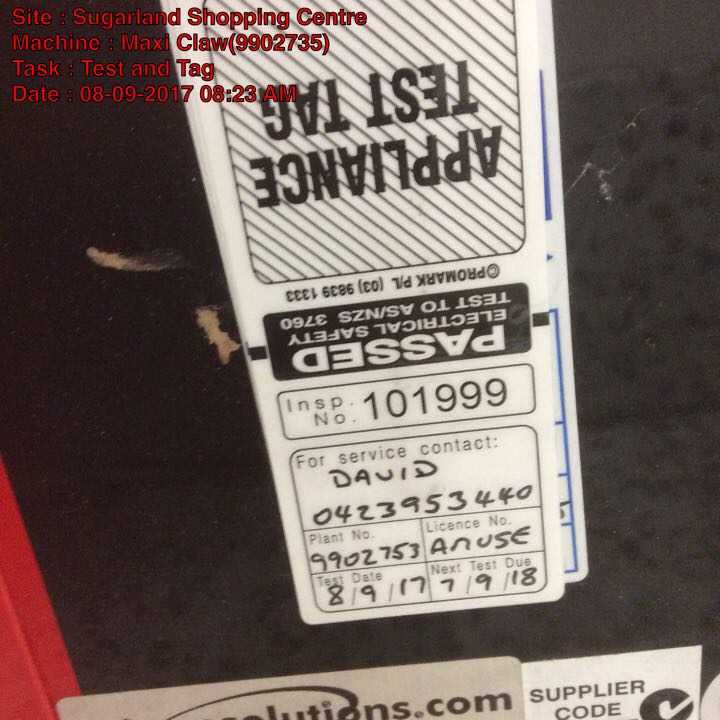 Site : Sugarland Shopping Centre
Machine : Maxi Claw(9902735)
Task : Test and Tag
Date : 08-09-2017 08:23 AM
APPLIANCE
TEST TAG
©PROMARK P/L (03) 9839 1333
PASSED
ELECTRICAL SAFETY
TEST TO AS/NZS 3760
Insp. No. 101999
For service contact:
DAVID
0423953440
Plant No. Licence No.
9902753 AMUSE
Test Date Next Test Due
8/9/17 7/9/18
solutions.com
SUPPLIER
CODE